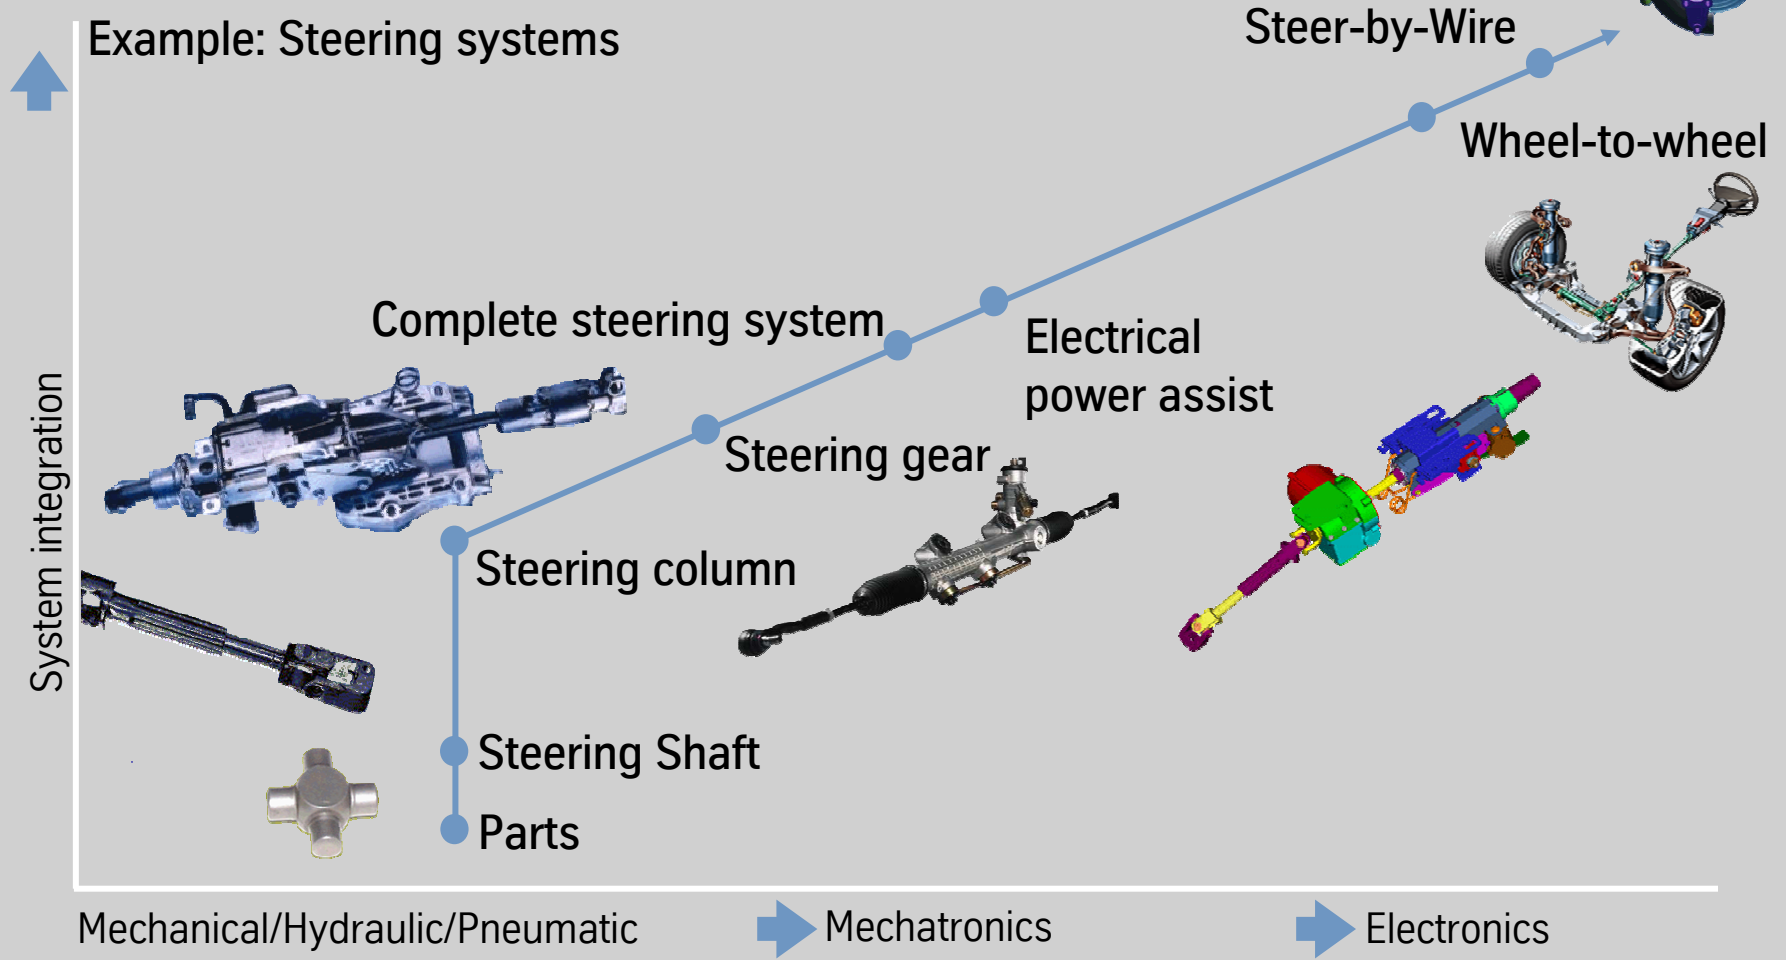 Example: Steering systems
Steer-by-Wire
Wheel-to-wheel
Complete steering system
Electrical
power assist
Steering gear
Steering column
Steering Shaft
Parts
System integration
Mechanical/Hydraulic/Pneumatic
Mechatronics
Electronics